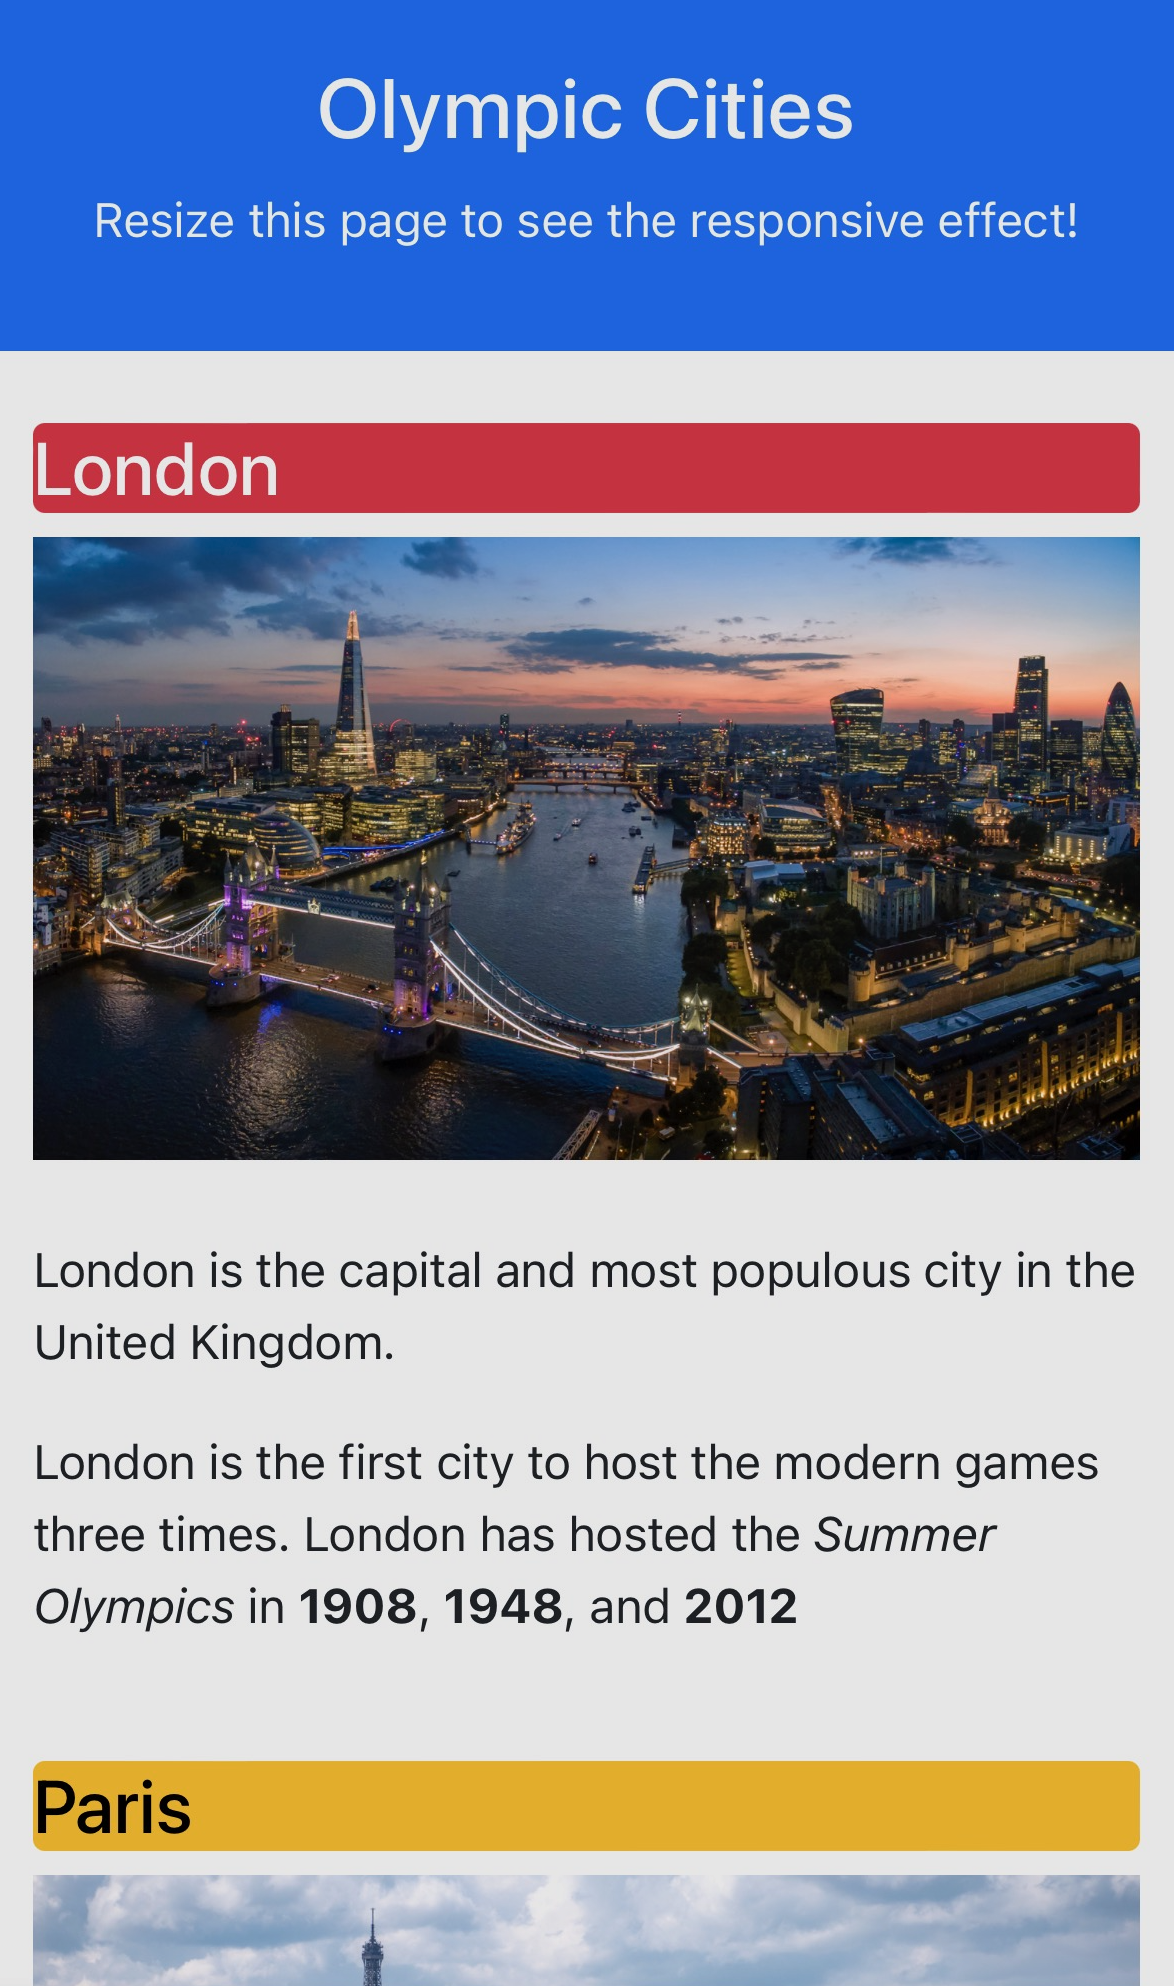 Olympic Cities
Resize this page to see the responsive effect!
London
London is the capital and most populous city in the
United Kingdom.
London is the first city to host the modern games
three times. London has hosted the Summer
Olympics in 1908, 1948, and 2012
Paris